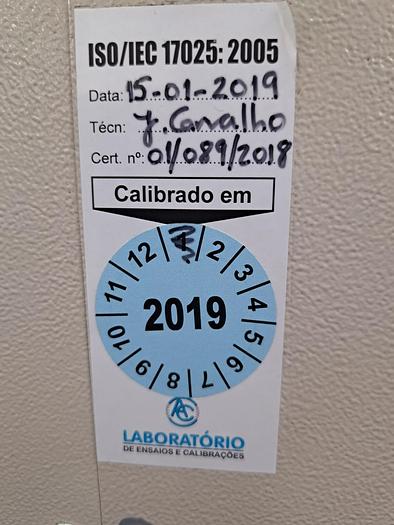 ISO/IEC 17025: 2005
Data: 15-01-2019
Técn: J. Carvalho
Cert. nº: 01/089/2018
Calibrado em
12 1 2
11 3
10 4
9 5
8 7 6
2019
LABORATÓRIO
DE ENSAIOS E CALIBRAÇÕES